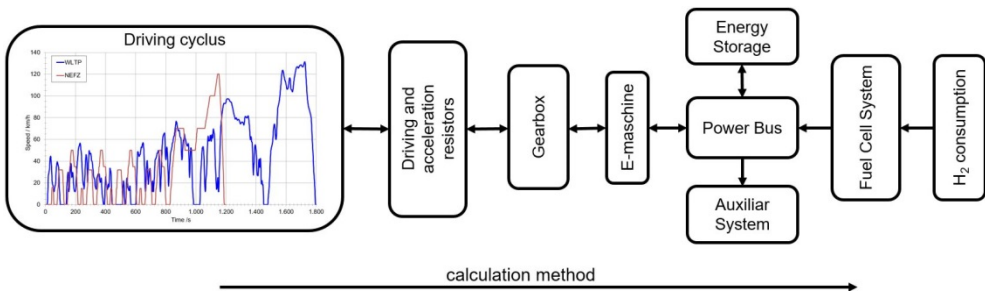 Driving cyclus
WLTP
NEFZ
Speed / km/h
140
120
100
80
60
40
20
0
0
200
400
600
800
1.000
1.200
1.400
1.600
1.800
Time /s
Driving and
acceleration
resistors
Gearbox
E-maschine
Energy
Storage
Power Bus
Auxiliar
System
Fuel Cell System
H₂ consumption
calculation method